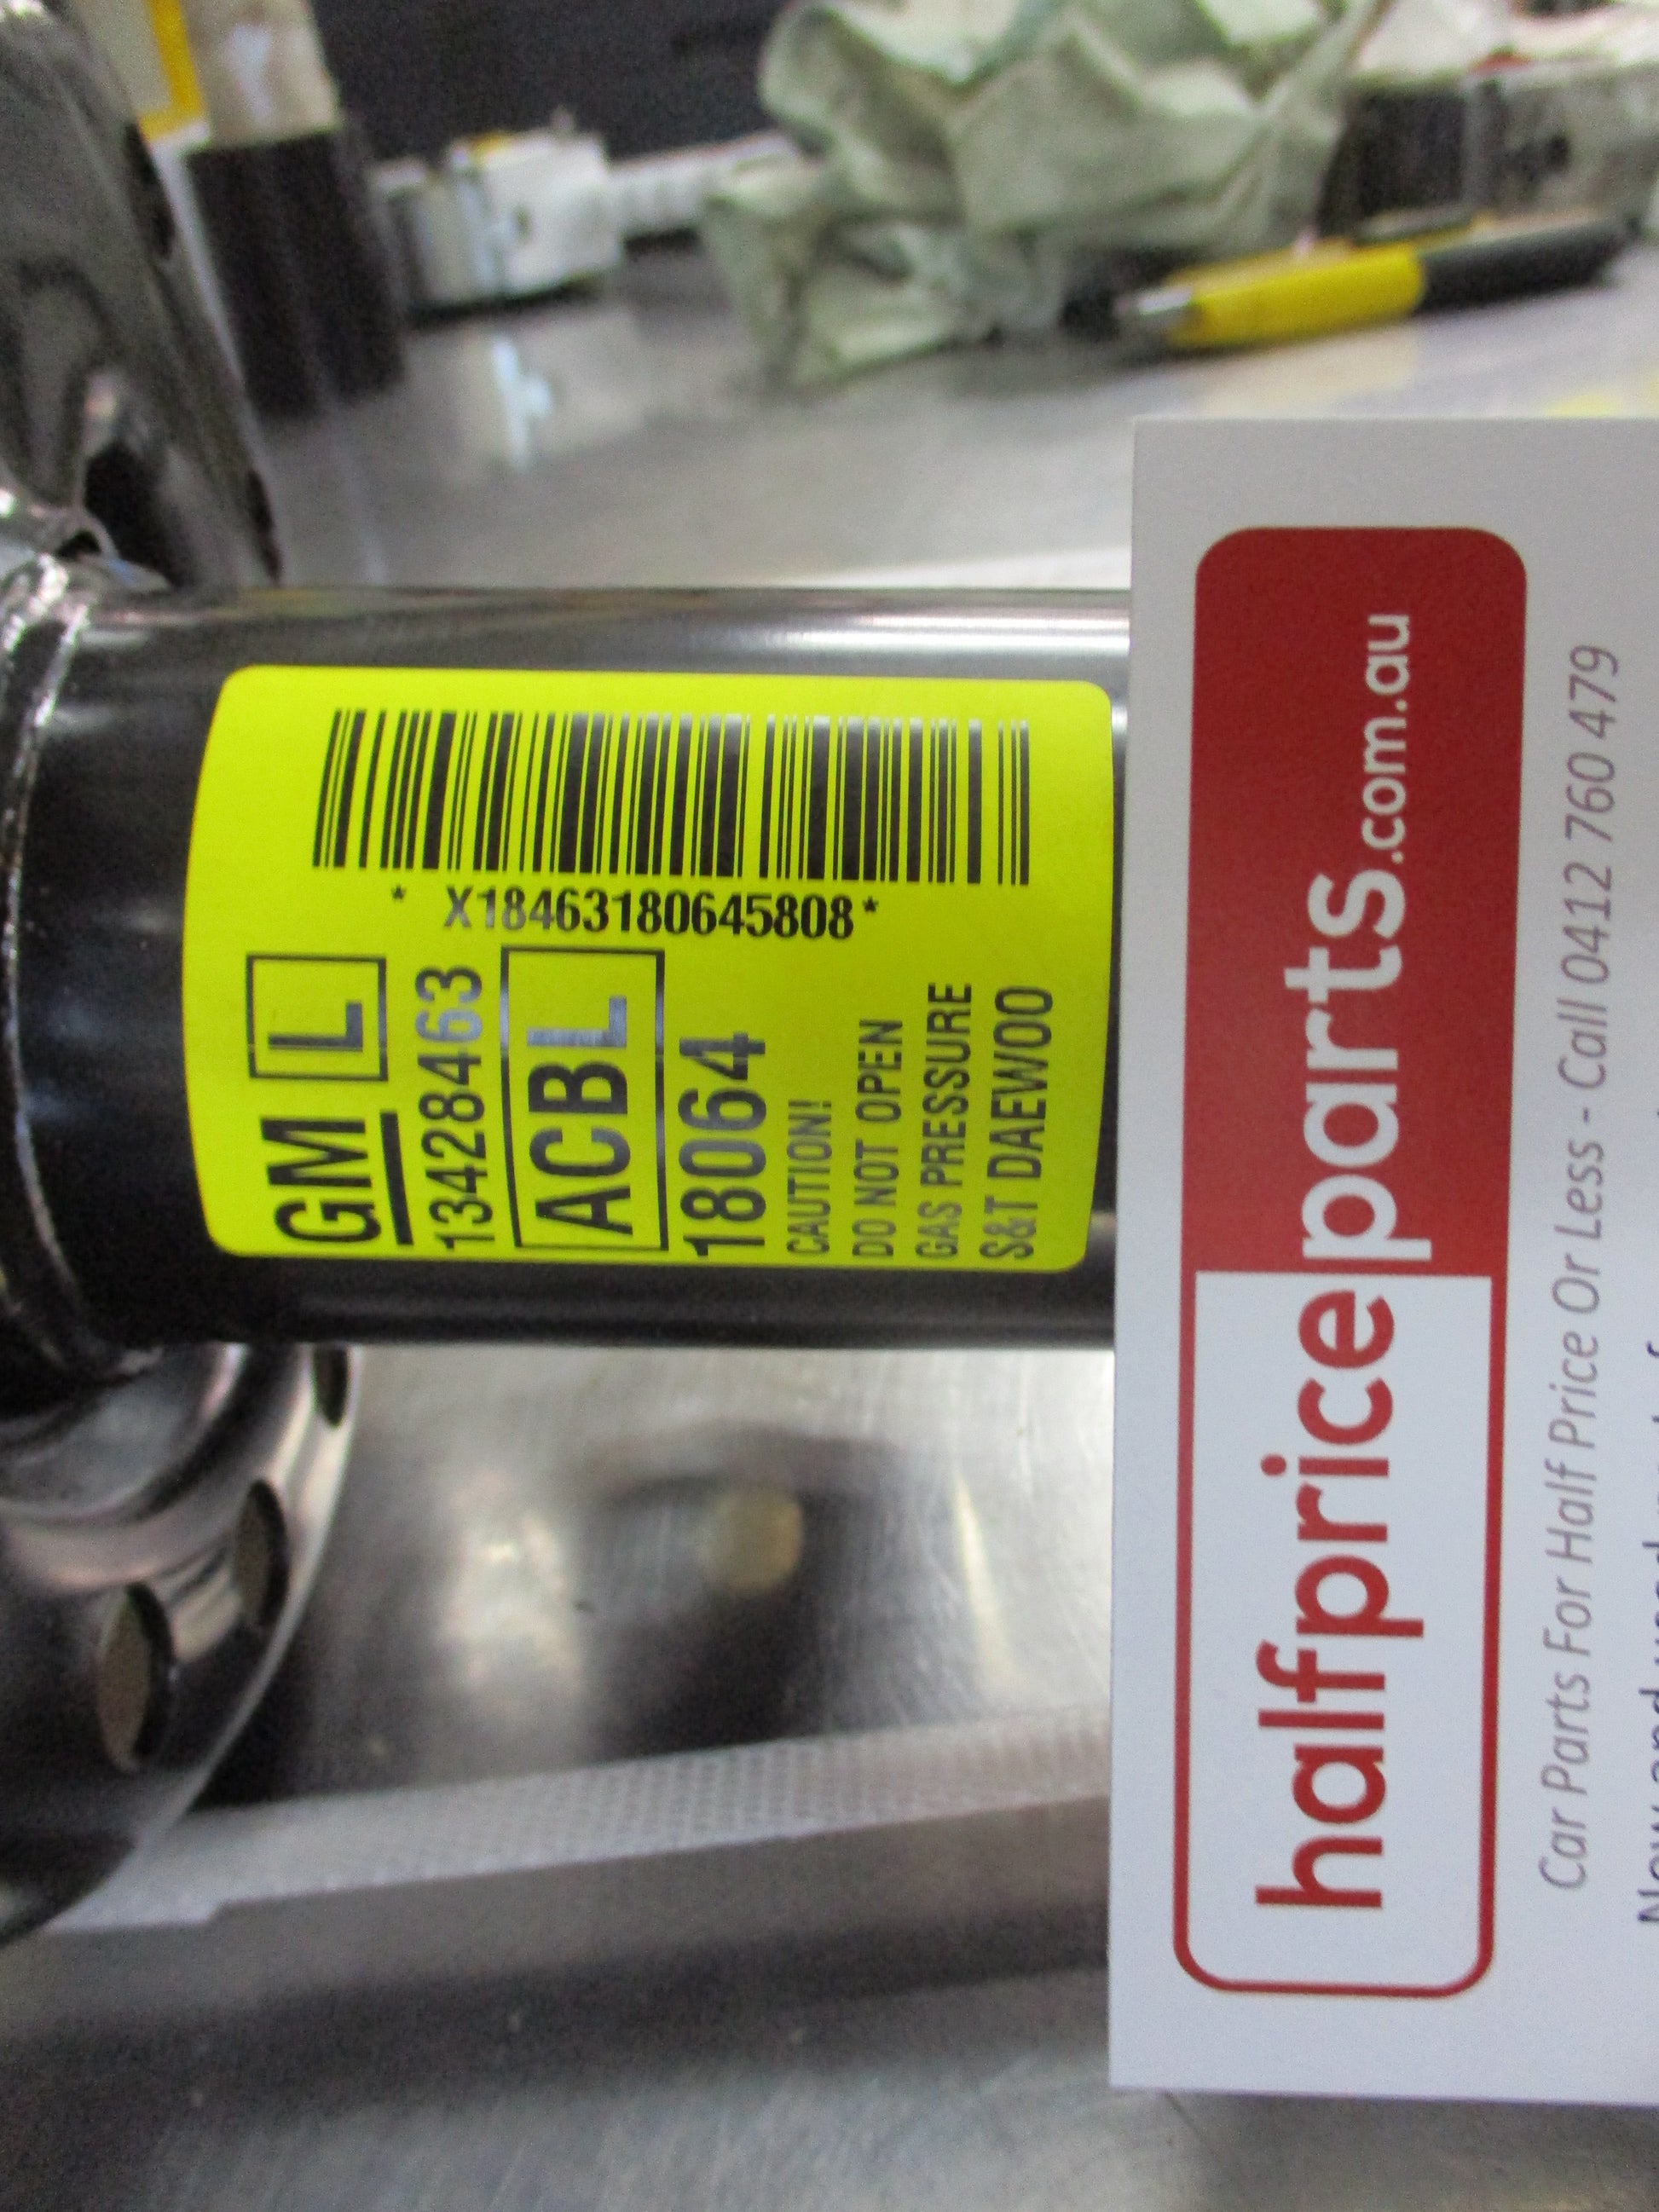 GM L
13428463
ACBL
18064
CAUTION!
DO NOT OPEN
GAS PRESSURE
S&T DAEWOO
* X18463180645808*
halfpriceparts.com.au
Car Parts For Half Price Or Less - Call 0412 760 479